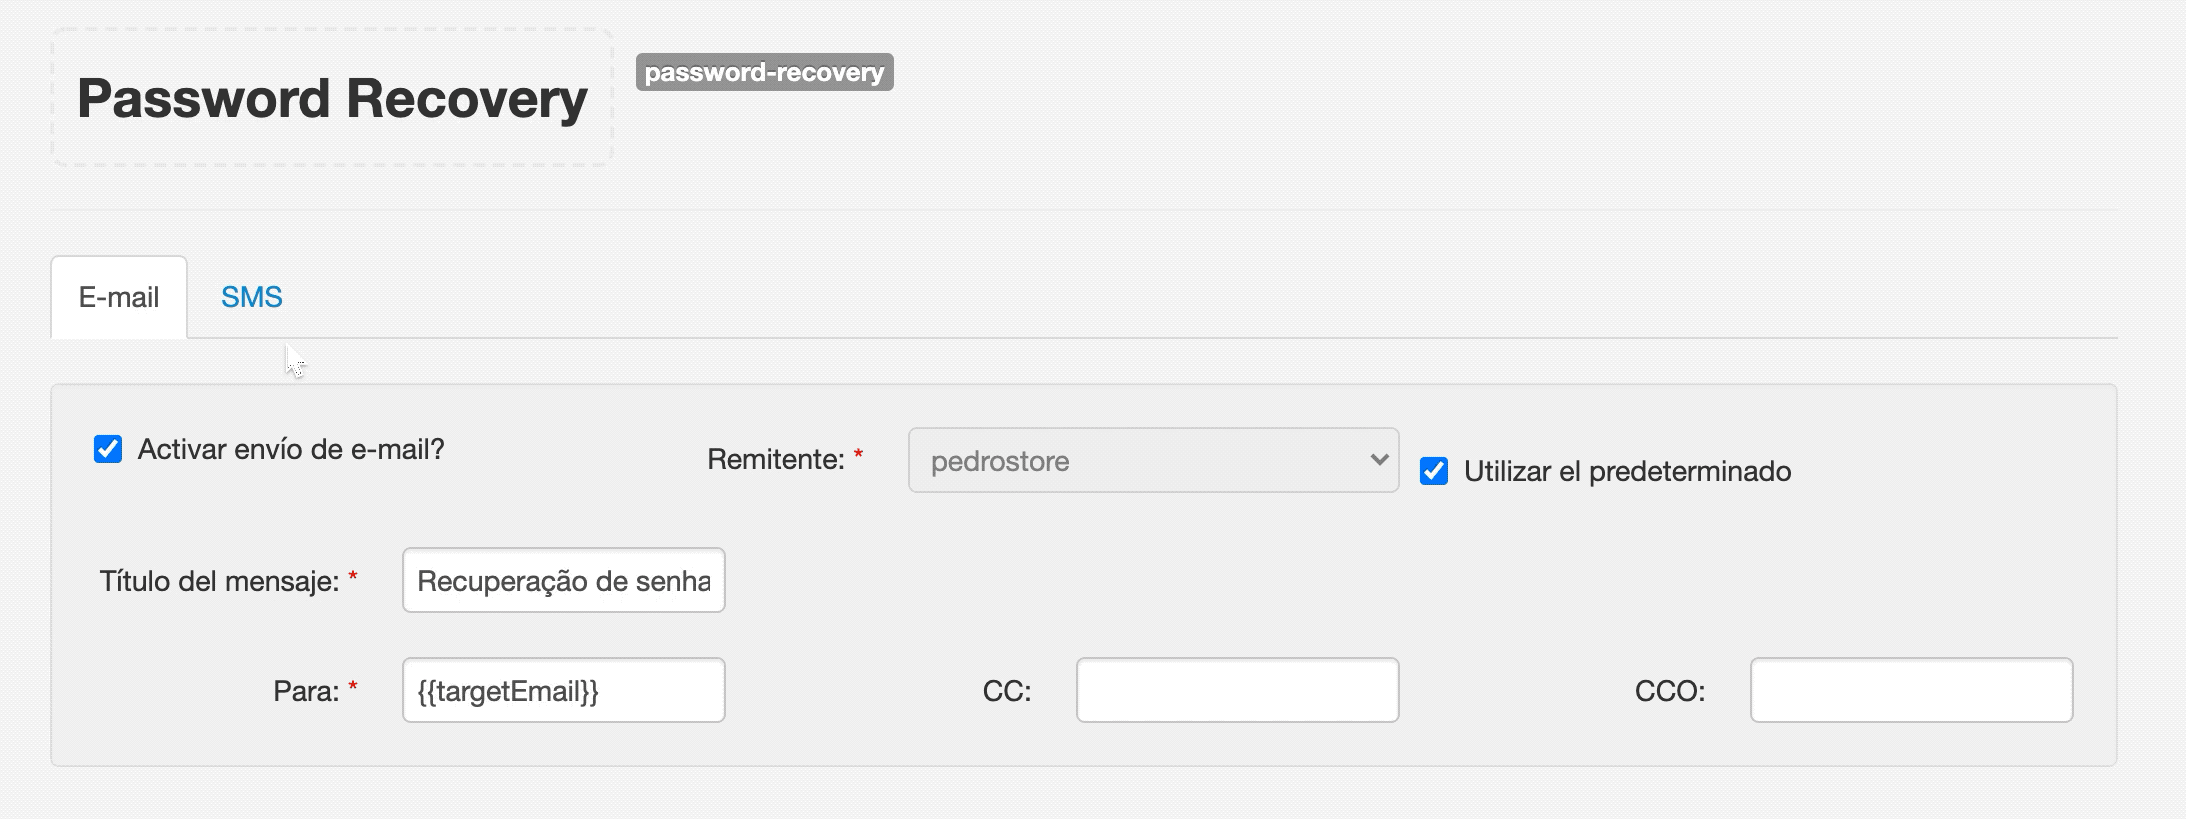 Password Recovery
password-recovery
E-mail
SMS
Activar envío de e-mail?
Remitente: *
pedrostore
Utilizar el predeterminado
Título del mensaje: *
Recuperação de senha
Para: *
{{targetEmail}}
CC:
CCO: